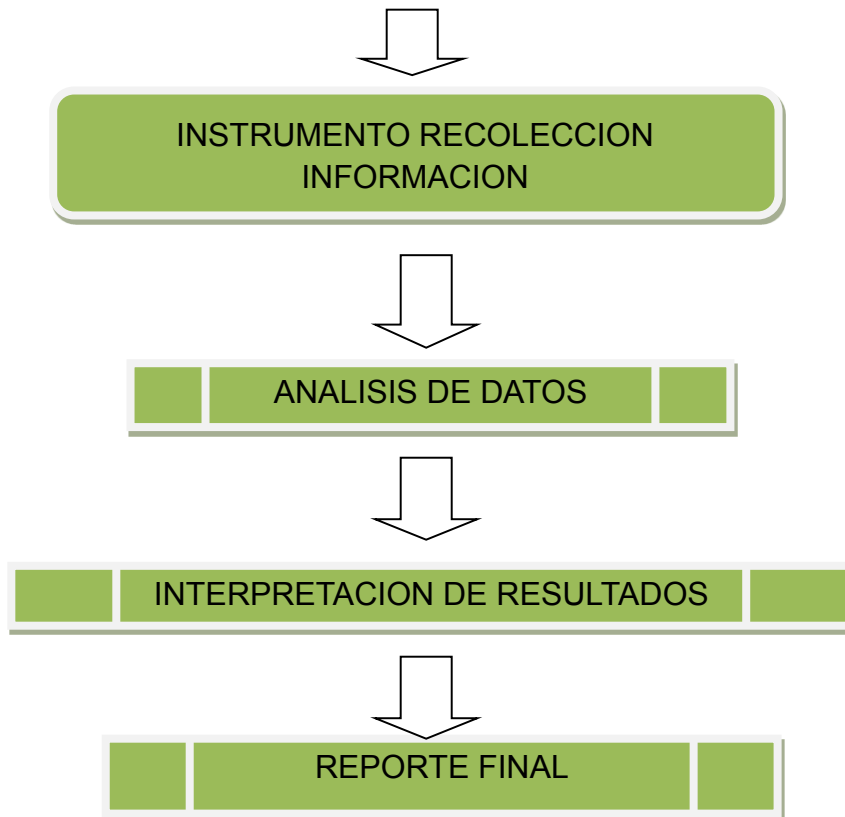 INSTRUMENTO RECOLECCION
INFORMACION
ANALISIS DE DATOS
INTERPRETACION DE RESULTADOS
REPORTE FINAL